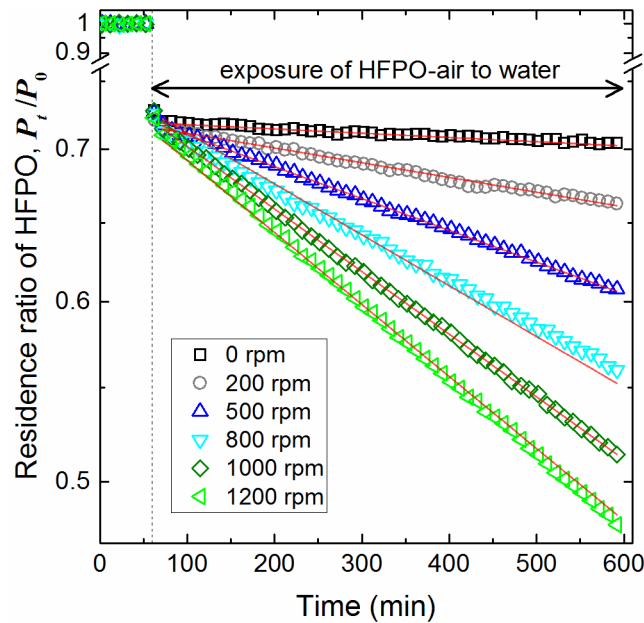 1
0.9
exposure of HFPO-air to water
0.7
0.6
0.5
Residence ratio of HFPO, Pt/P0
0 rpm
200 rpm
500 rpm
800 rpm
1000 rpm
1200 rpm
0 100 200 300 400 500 600
Time (min)